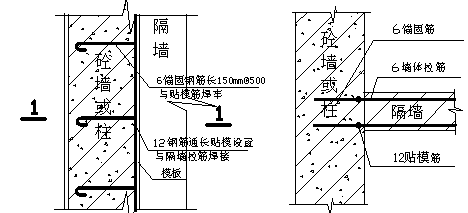 隔墙
砼墙或柱
6锚固钢筋长150mm@500
与贴模筋焊牢
1
1
12钢筋通长贴模设置
与隔墙拉筋焊接
模板
砼墙或柱
6锚固筋
6墙体拉筋
隔墙
12贴模筋